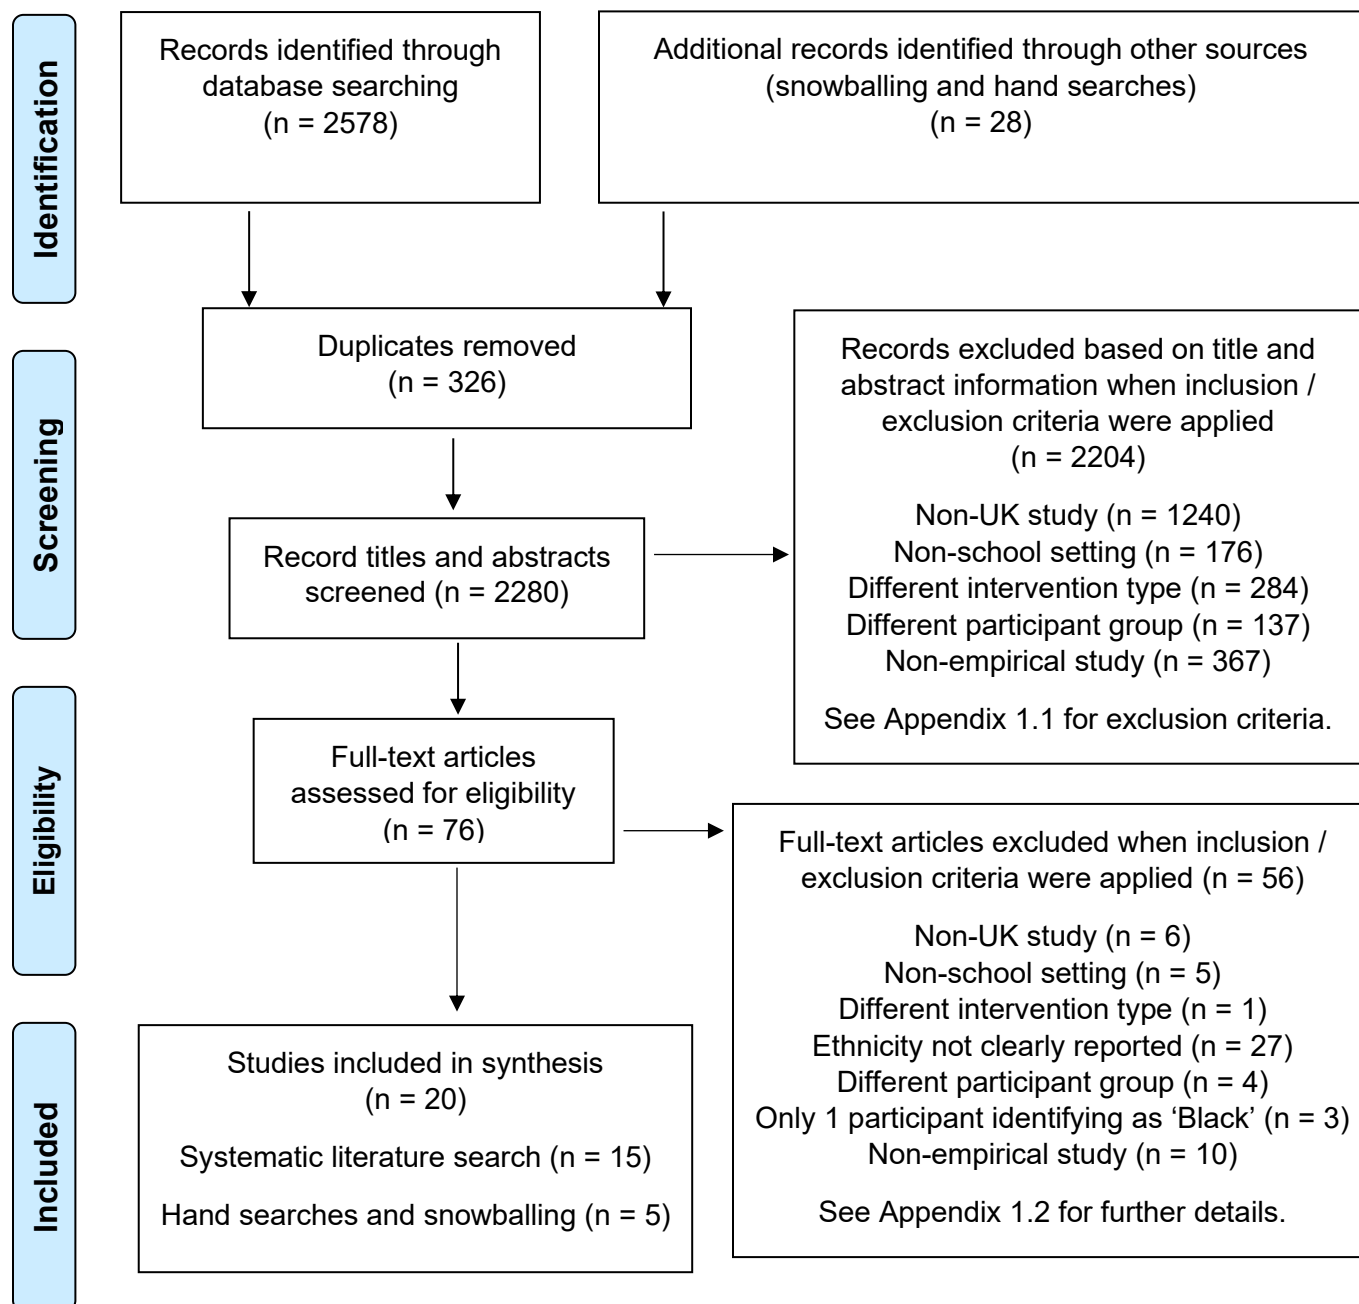 Identification
Records identified through
database searching
(n = 2578)
Additional records identified through other sources
(snowballing and hand searches)
(n = 28)
Duplicates removed
(n = 326)
Screening
Record titles and abstracts
screened (n = 2280)
Records excluded based on title and
abstract information when inclusion /
exclusion criteria were applied
(n = 2204)
Non-UK study (n = 1240)
Non-school setting (n = 176)
Different intervention type (n = 284)
Different participant group (n = 137)
Non-empirical study (n = 367)
See Appendix 1.1 for exclusion criteria.
Eligibility
Full-text articles
assessed for eligibility
(n = 76)
Full-text articles excluded when inclusion /
exclusion criteria were applied (n = 56)
Non-UK study (n = 6)
Non-school setting (n = 5)
Different intervention type (n = 1)
Ethnicity not clearly reported (n = 27)
Different participant group (n = 4)
Only 1 participant identifying as ‘Black’ (n = 3)
Non-empirical study (n = 10)
See Appendix 1.2 for further details.
Included
Studies included in synthesis
(n = 20)
Systematic literature search (n = 15)
Hand searches and snowballing (n = 5)